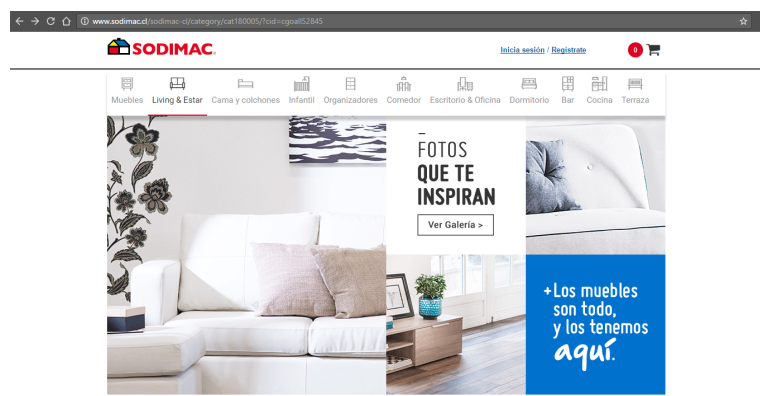 www.sodimac.cl/sodimac-cl/category/cat180005/?cid=cgoall52845
SODIMAC.
Inicia sesión / Regístrate
0
Muebles Living & Estar Cama y colchones Infantil Organizadores Comedor Escritorio & Oficina Dormitorio Bar Cocina Terraza
FOTOS
QUE TE
INSPIRAN
Ver Galería >
+Los muebles
son todo,
y los tenemos
aquí.